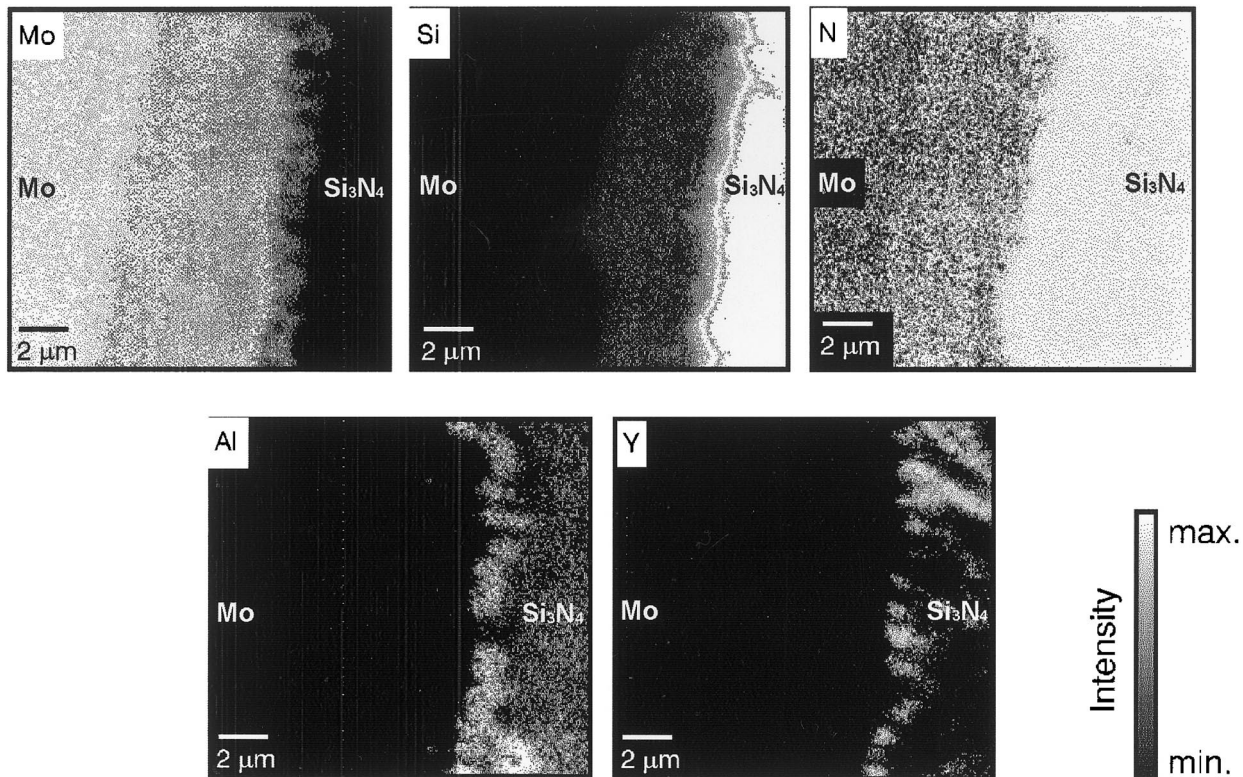 Mo
Mo
Si₃N₄
2 μm
Si
Mo
Si₃N₄
2 μm
N
Mo
Si₃N₄
2 μm
Al
Mo
Si₃N₄
2 μm
Y
Mo
Si₃N₄
2 μm
max.
Intensity
min.